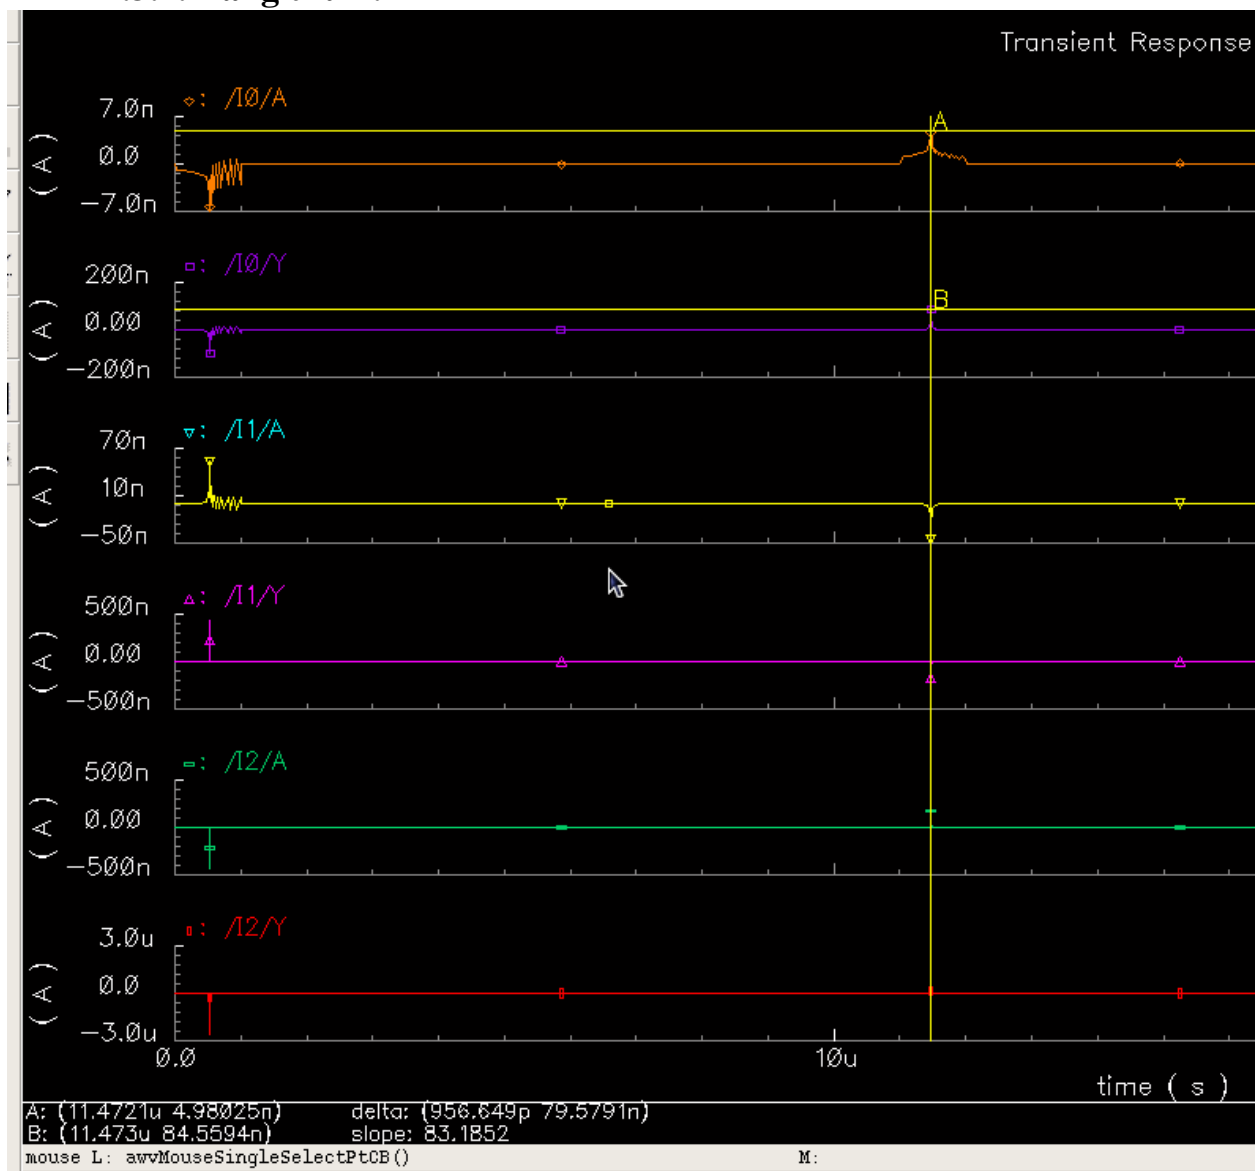 Transient Response
◇: /I0/A
7.0n
0.0
-7.0n
(A)
▫: /I0/Y
200n
0.00
-200n
(A)
▿: /I1/A
70n
10n
-50n
(A)
▵: /I1/Y
500n
0.00
-500n
(A)
▭: /I2/A
500n
0.00
-500n
(A)
▯: /I2/Y
3.0u
0.0
-3.0u
(A)
A
B
0.0
10u
time ( s )
A: (11.4721u 4.98025n) delta: (956.649p 79.5791n)
B: (11.473u 84.5594n) slope: 83.1852
mouse L: awvMouseSingleSelectPtCB() M: